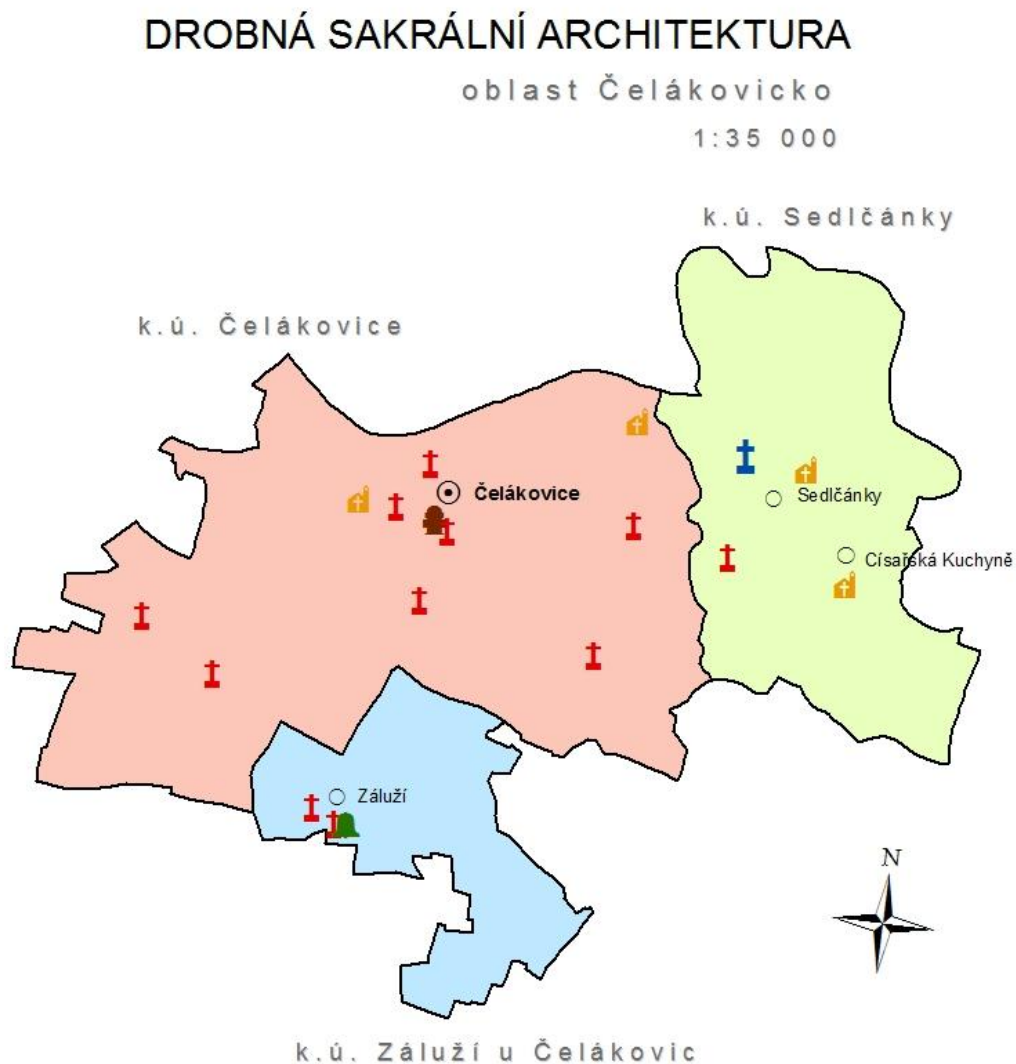 DROBNÁ SAKRÁLNÍ ARCHITEKTURA
oblast Čelákovicko
1:35 000
k.ú. Sedlčánky
k.ú. Čelákovice
Čelákovice
Sedlčánky
Císařská Kuchyně
Záluží
N
k.ú. Záluží u Čelákovic